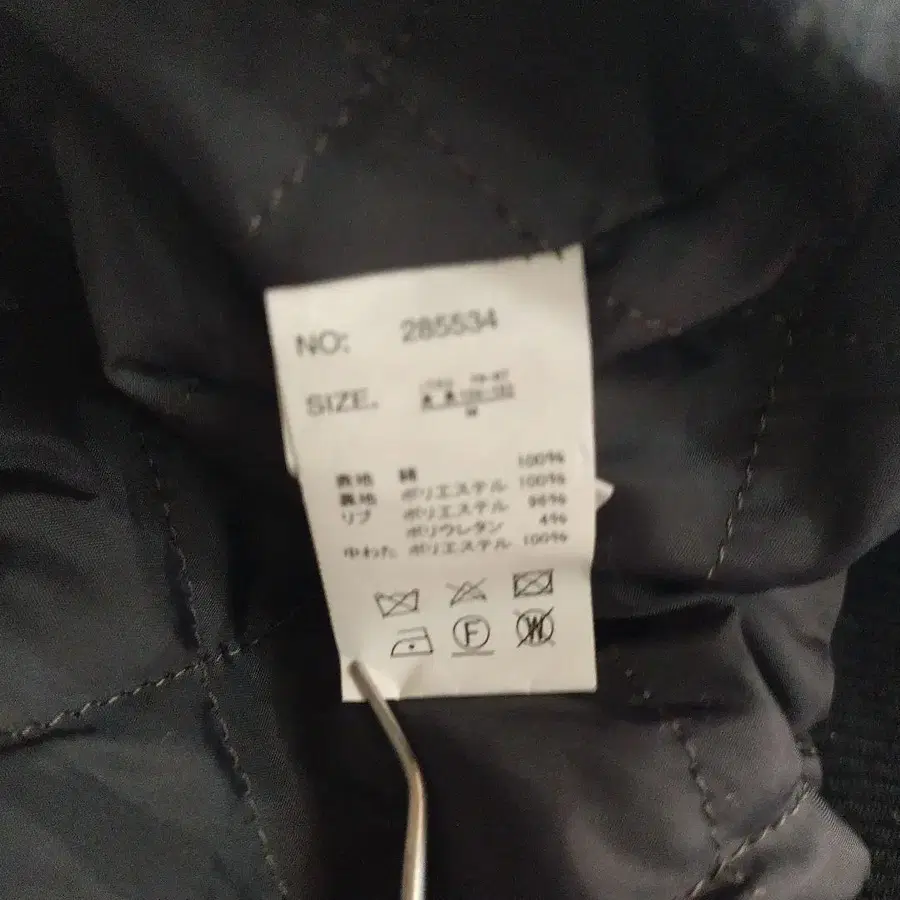 NO: 285534
SIZE.
M
表地 綿 100%
裏地 ポリエステル 100%
リブ ポリエステル 96%
ポリウレタン 4%
中わた ポリエステル 100%
F
W